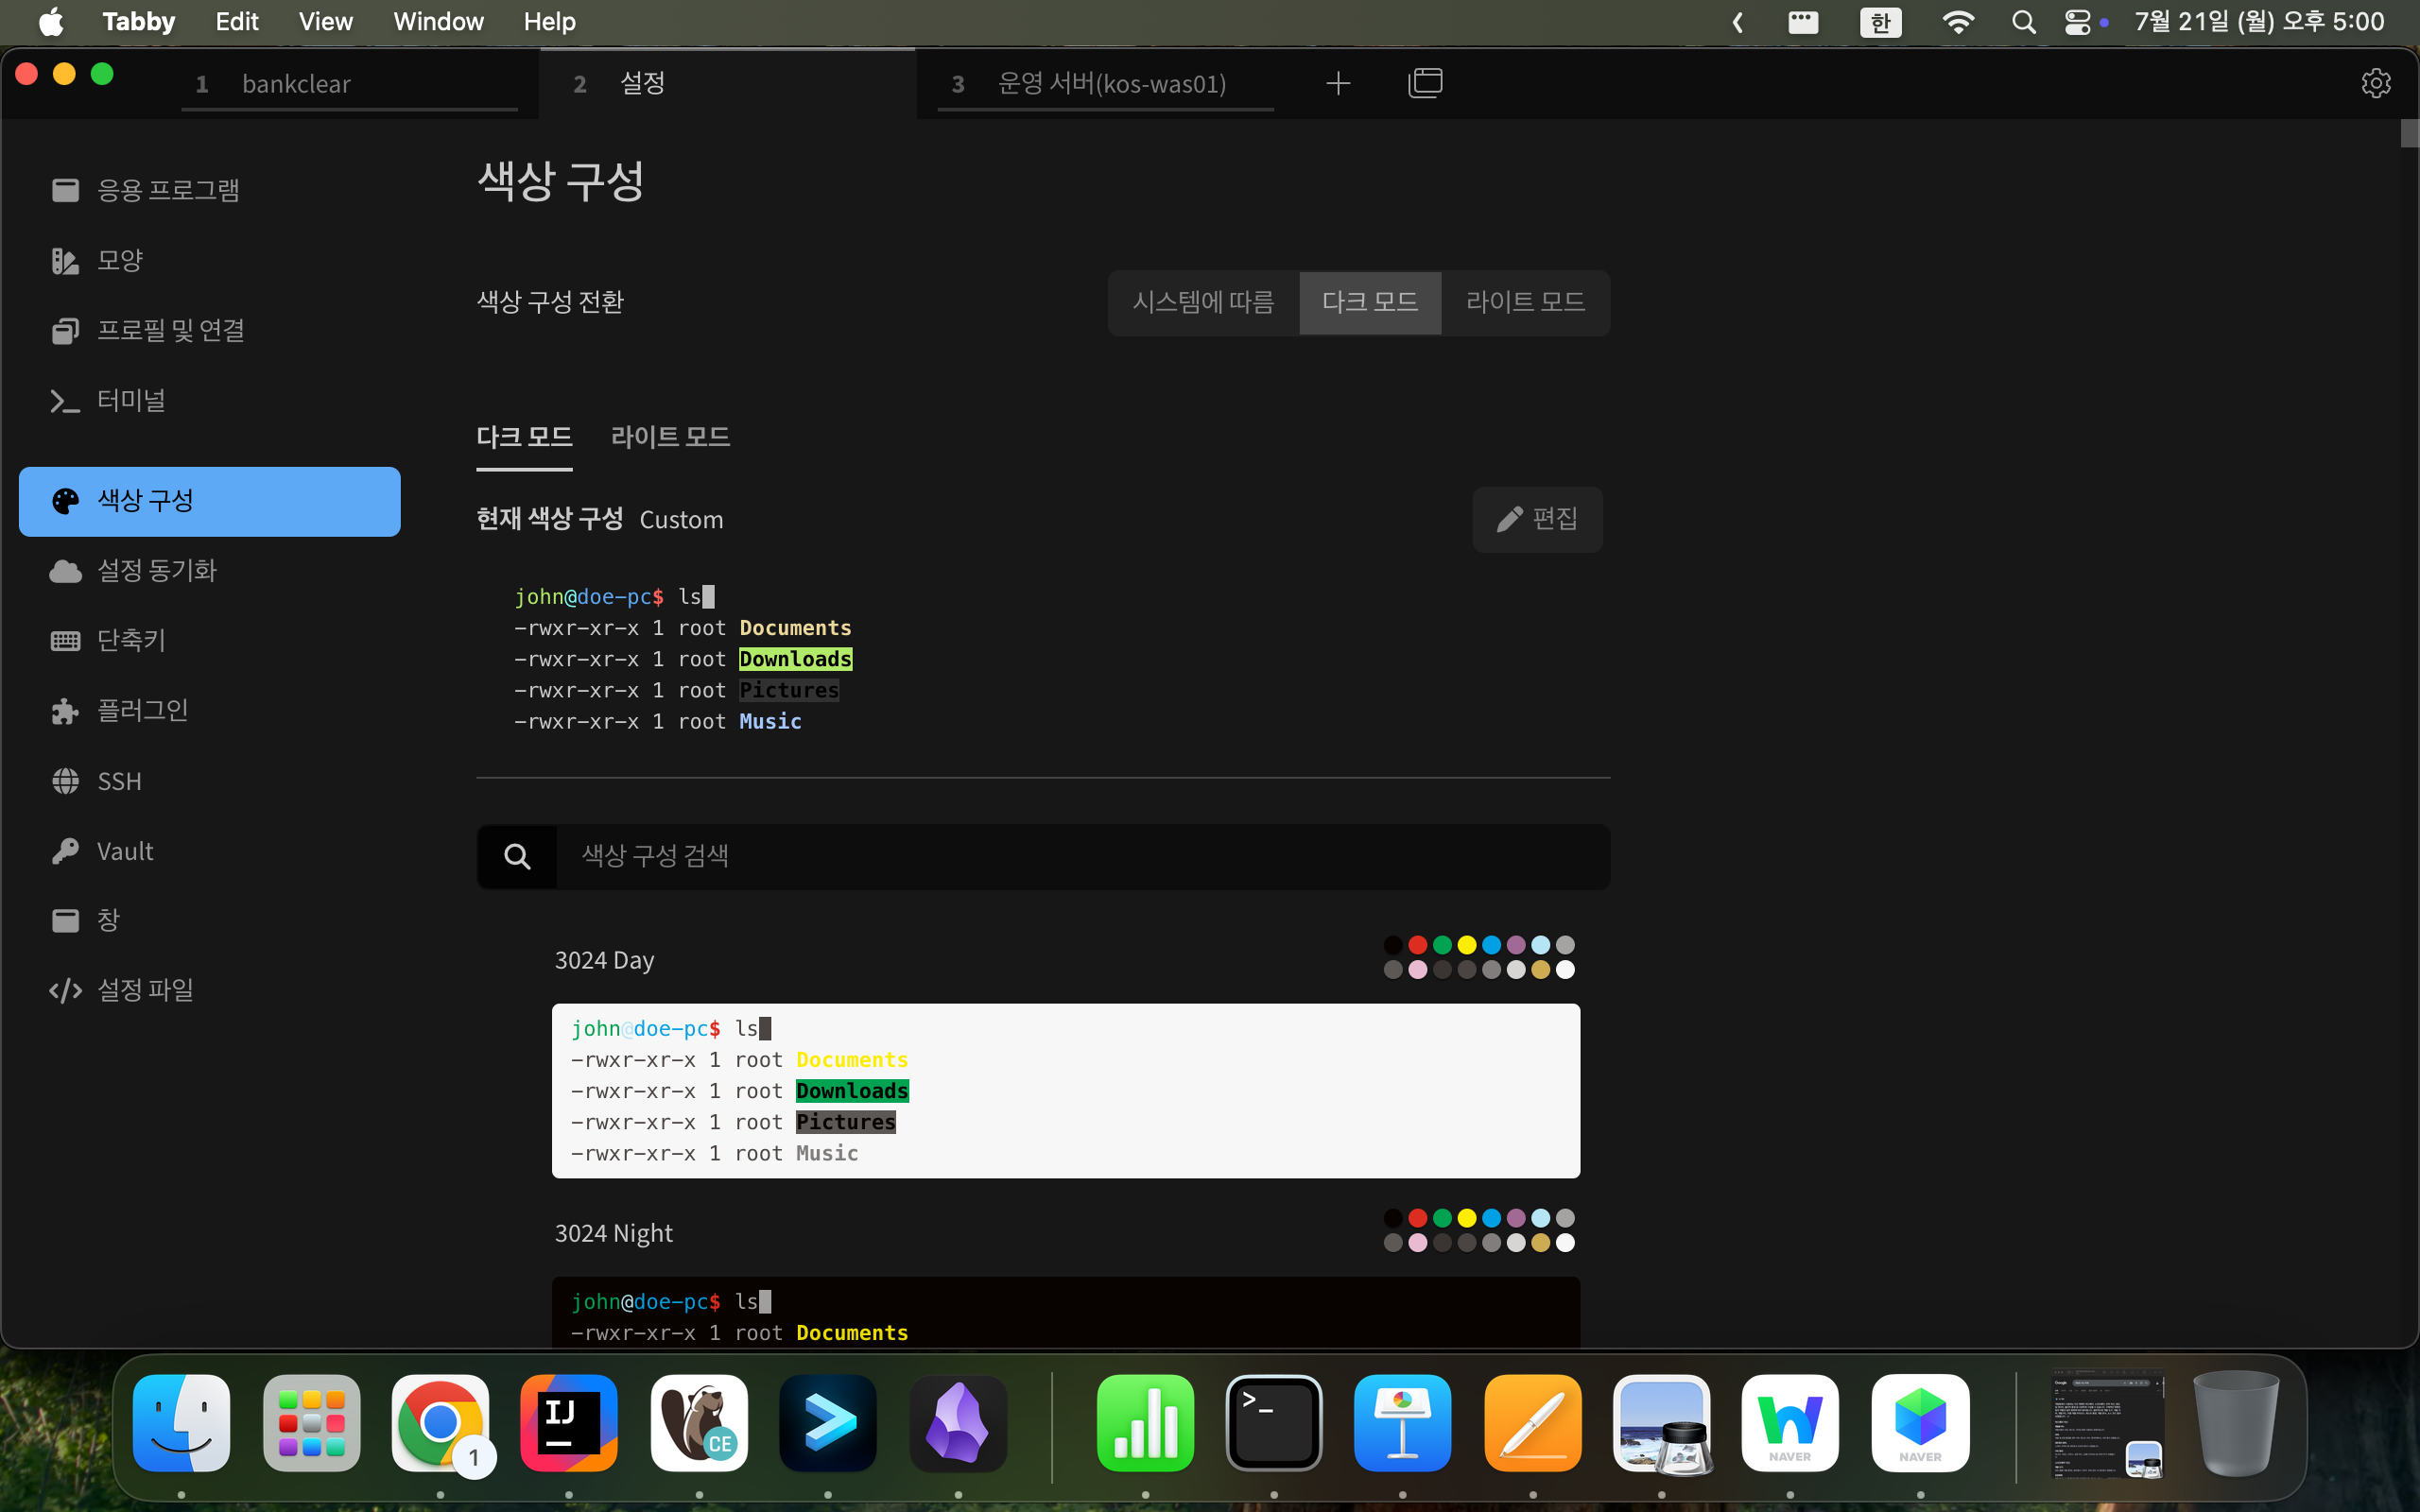 Tabby Edit View Window Help 한 7월 21일 (월) 오후 5:00
1 bankclear 2 설정 3 운영 서버(kos-was01)
응용 프로그램
모양
프로필 및 연결
터미널
색상 구성
설정 동기화
단축키
플러그인
SSH
Vault
창
설정 파일
색상 구성
색상 구성 전환 시스템에 따름 다크 모드 라이트 모드
다크 모드 라이트 모드
현재 색상 구성 Custom 편집
john@doe-pc$ ls
-rwxr-xr-x 1 root Documents
-rwxr-xr-x 1 root Downloads
-rwxr-xr-x 1 root Pictures
-rwxr-xr-x 1 root Music
색상 구성 검색
3024 Day
john@doe-pc$ ls
-rwxr-xr-x 1 root Documents
-rwxr-xr-x 1 root Downloads
-rwxr-xr-x 1 root Pictures
-rwxr-xr-x 1 root Music
3024 Night
john@doe-pc$ ls
-rwxr-xr-x 1 root Documents
1 IJ CE >_ NAVER NAVER